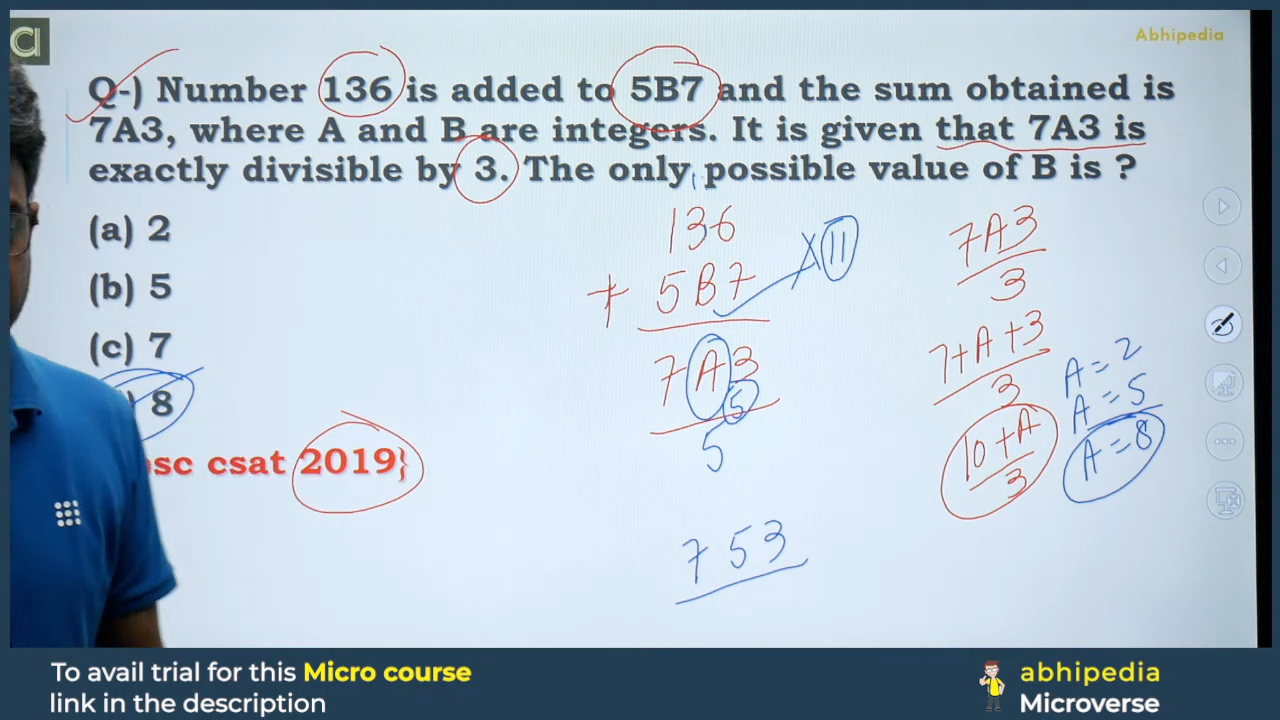 Abhipedia
Q-) Number 136 is added to 5B7 and the sum obtained is
7A3, where A and B are integers. It is given that 7A3 is
exactly divisible by 3. The only possible value of B is ?
(a) 2
(b) 5
(c) 7
8
sc csat 2019}
1
136
+ 5B7
7A3
5
5
11
753
7A3
3
7+A+3
3
10+A
3
A=2
A=5
A=8
To avail trial for this Micro course
link in the description
abhipedia
Microverse